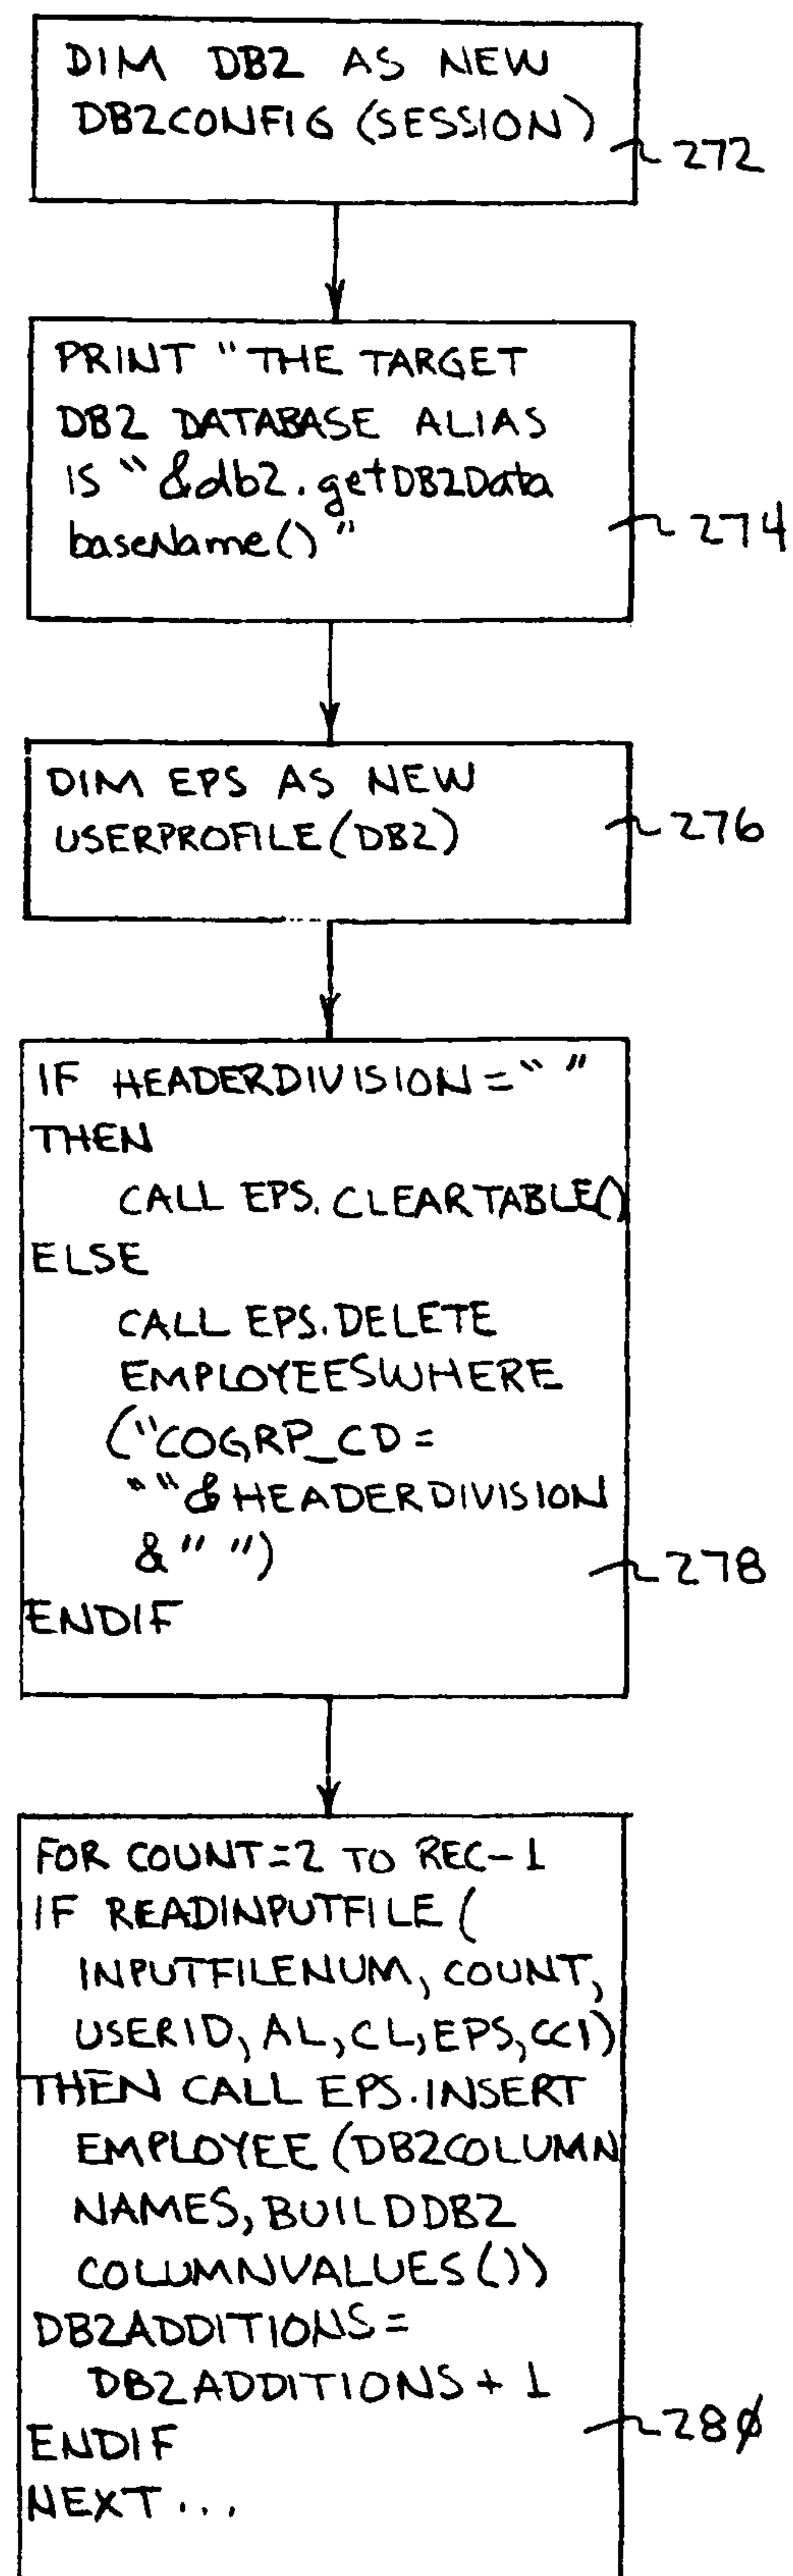 DIM DB2 AS NEW
DB2CONFIG (SESSION)
272
PRINT "THE TARGET
DB2 DATABASE ALIAS
IS "&db2.getDB2Data
baseName()"
274
DIM EPS AS NEW
USERPROFILE(DB2)
276
IF HEADERDIVISION=" "
THEN
CALL EPS.CLEARTABLE()
ELSE
CALL EPS.DELETE
EMPLOYEESWHERE
("COGRP_CD=
""&HEADERDIVISION
&" ")
278
ENDIF
FOR COUNT=2 TO REC-1
IF READINPUTFILE(
INPUTFILENUM, COUNT,
USERID, AL, CL, EPS, CCI)
THEN CALL EPS.INSERT
EMPLOYEE (DB2COLUMN
NAMES, BUILDDB2
COLUMNVALUES())
DB2ADDITIONS=
DB2ADDITIONS + 1
280
ENDIF
NEXT...